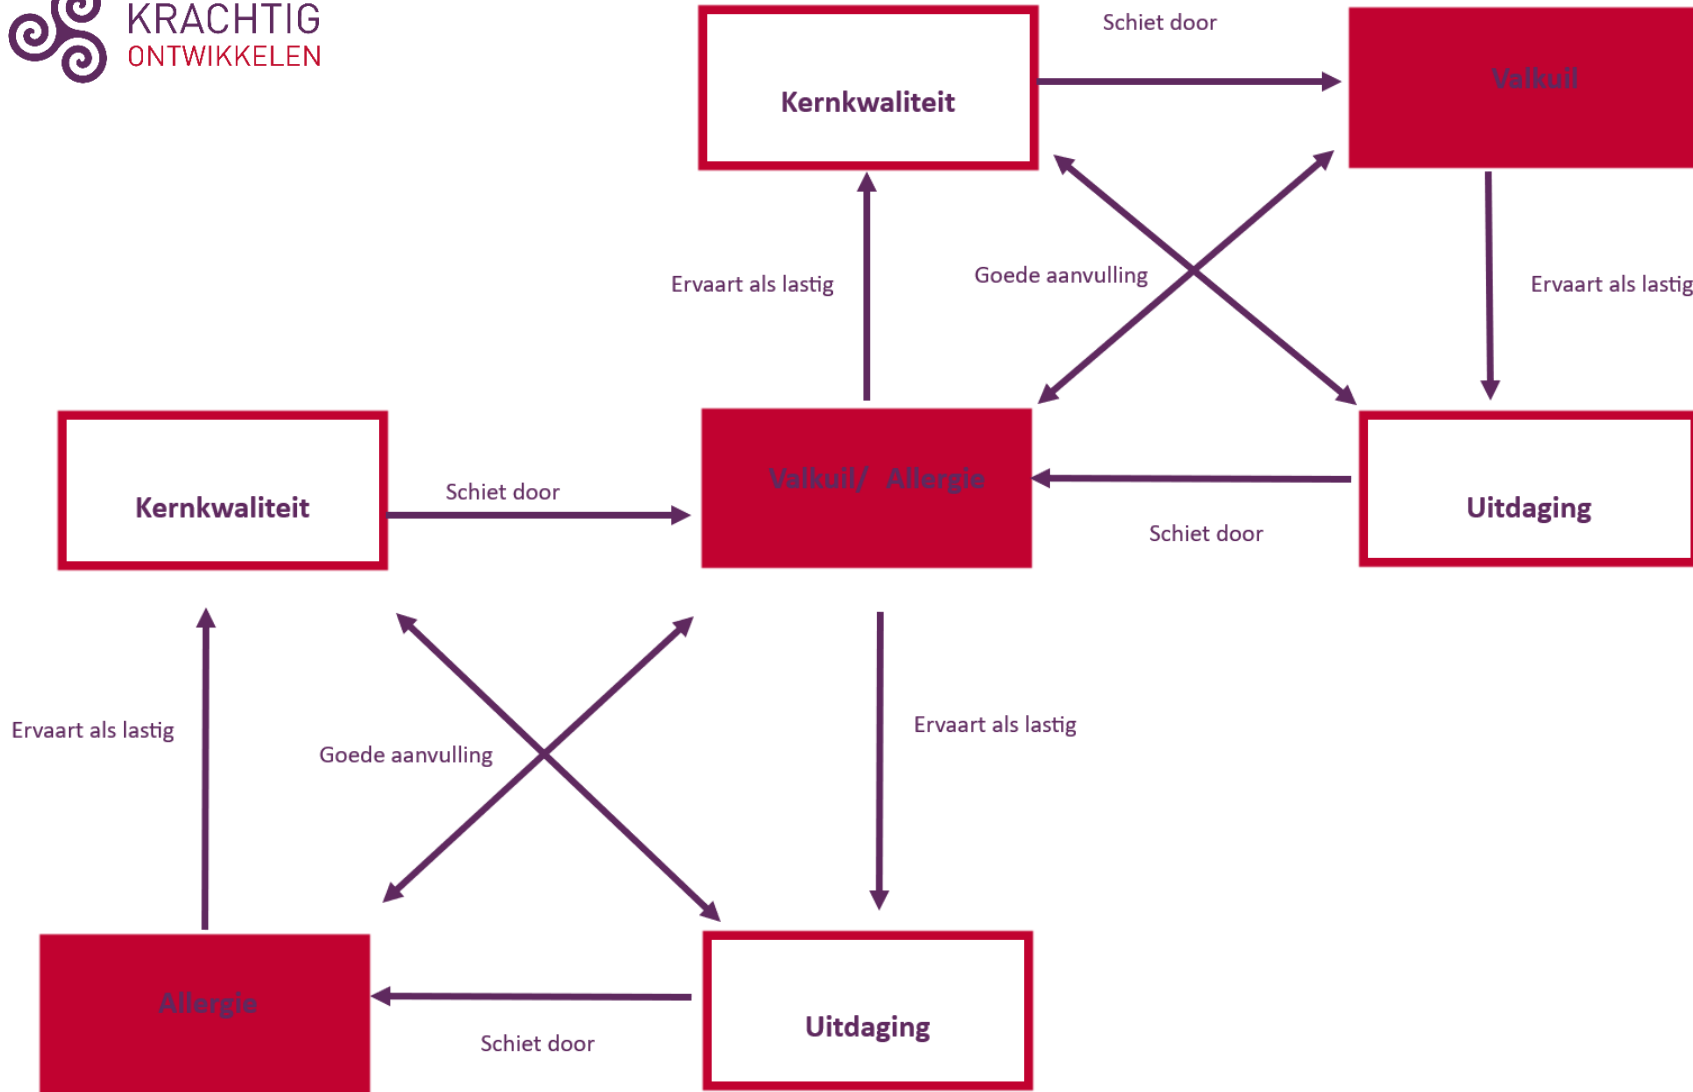 KRACHTIG
ONTWIKKELEN
Schiet door
Kernkwaliteit
Valkuil
Ervaart als lastig
Goede aanvulling
Ervaart als lastig
Kernkwaliteit
Schiet door
Valkuil/ Allergie
Schiet door
Uitdaging
Ervaart als lastig
Goede aanvulling
Ervaart als lastig
Allergie
Schiet door
Uitdaging